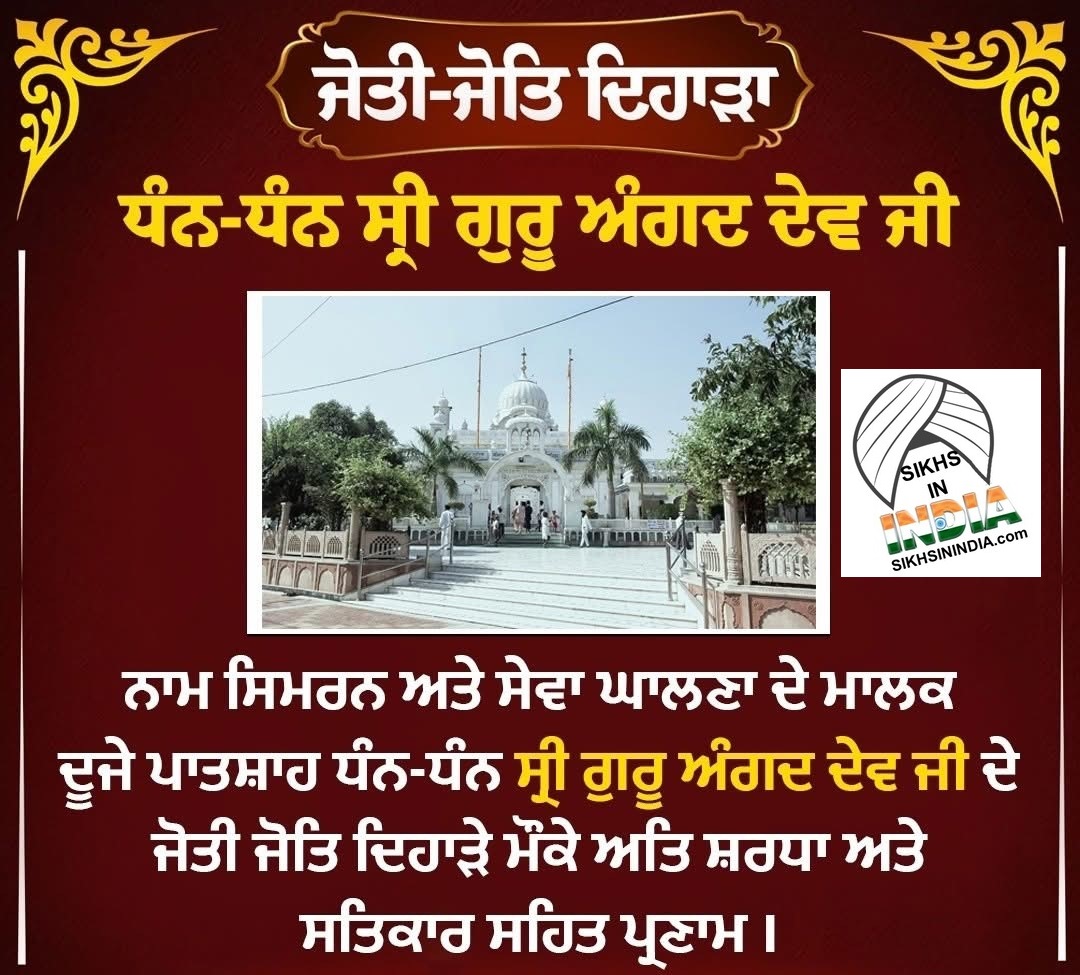 ਜੋਤੀ-ਜੋਤਿ ਦਿਹਾੜਾ
ਧੰਨ-ਧੰਨ ਸ੍ਰੀ ਗੁਰੂ ਅੰਗਦ ਦੇਵ ਜੀ
SIKHS
IN
INDIA
SIKHSININDIA.com
ਨਾਮ ਸਿਮਰਨ ਅਤੇ ਸੇਵਾ ਘਾਲਣਾ ਦੇ ਮਾਲਕ
ਦੂਜੇ ਪਾਤਸ਼ਾਹ ਧੰਨ-ਧੰਨ ਸ੍ਰੀ ਗੁਰੂ ਅੰਗਦ ਦੇਵ ਜੀ ਦੇ
ਜੋਤੀ ਜੋਤਿ ਦਿਹਾੜੇ ਮੌਕੇ ਅਤਿ ਸ਼ਰਧਾ ਅਤੇ
ਸਤਿਕਾਰ ਸਹਿਤ ਪ੍ਰਣਾਮ ।